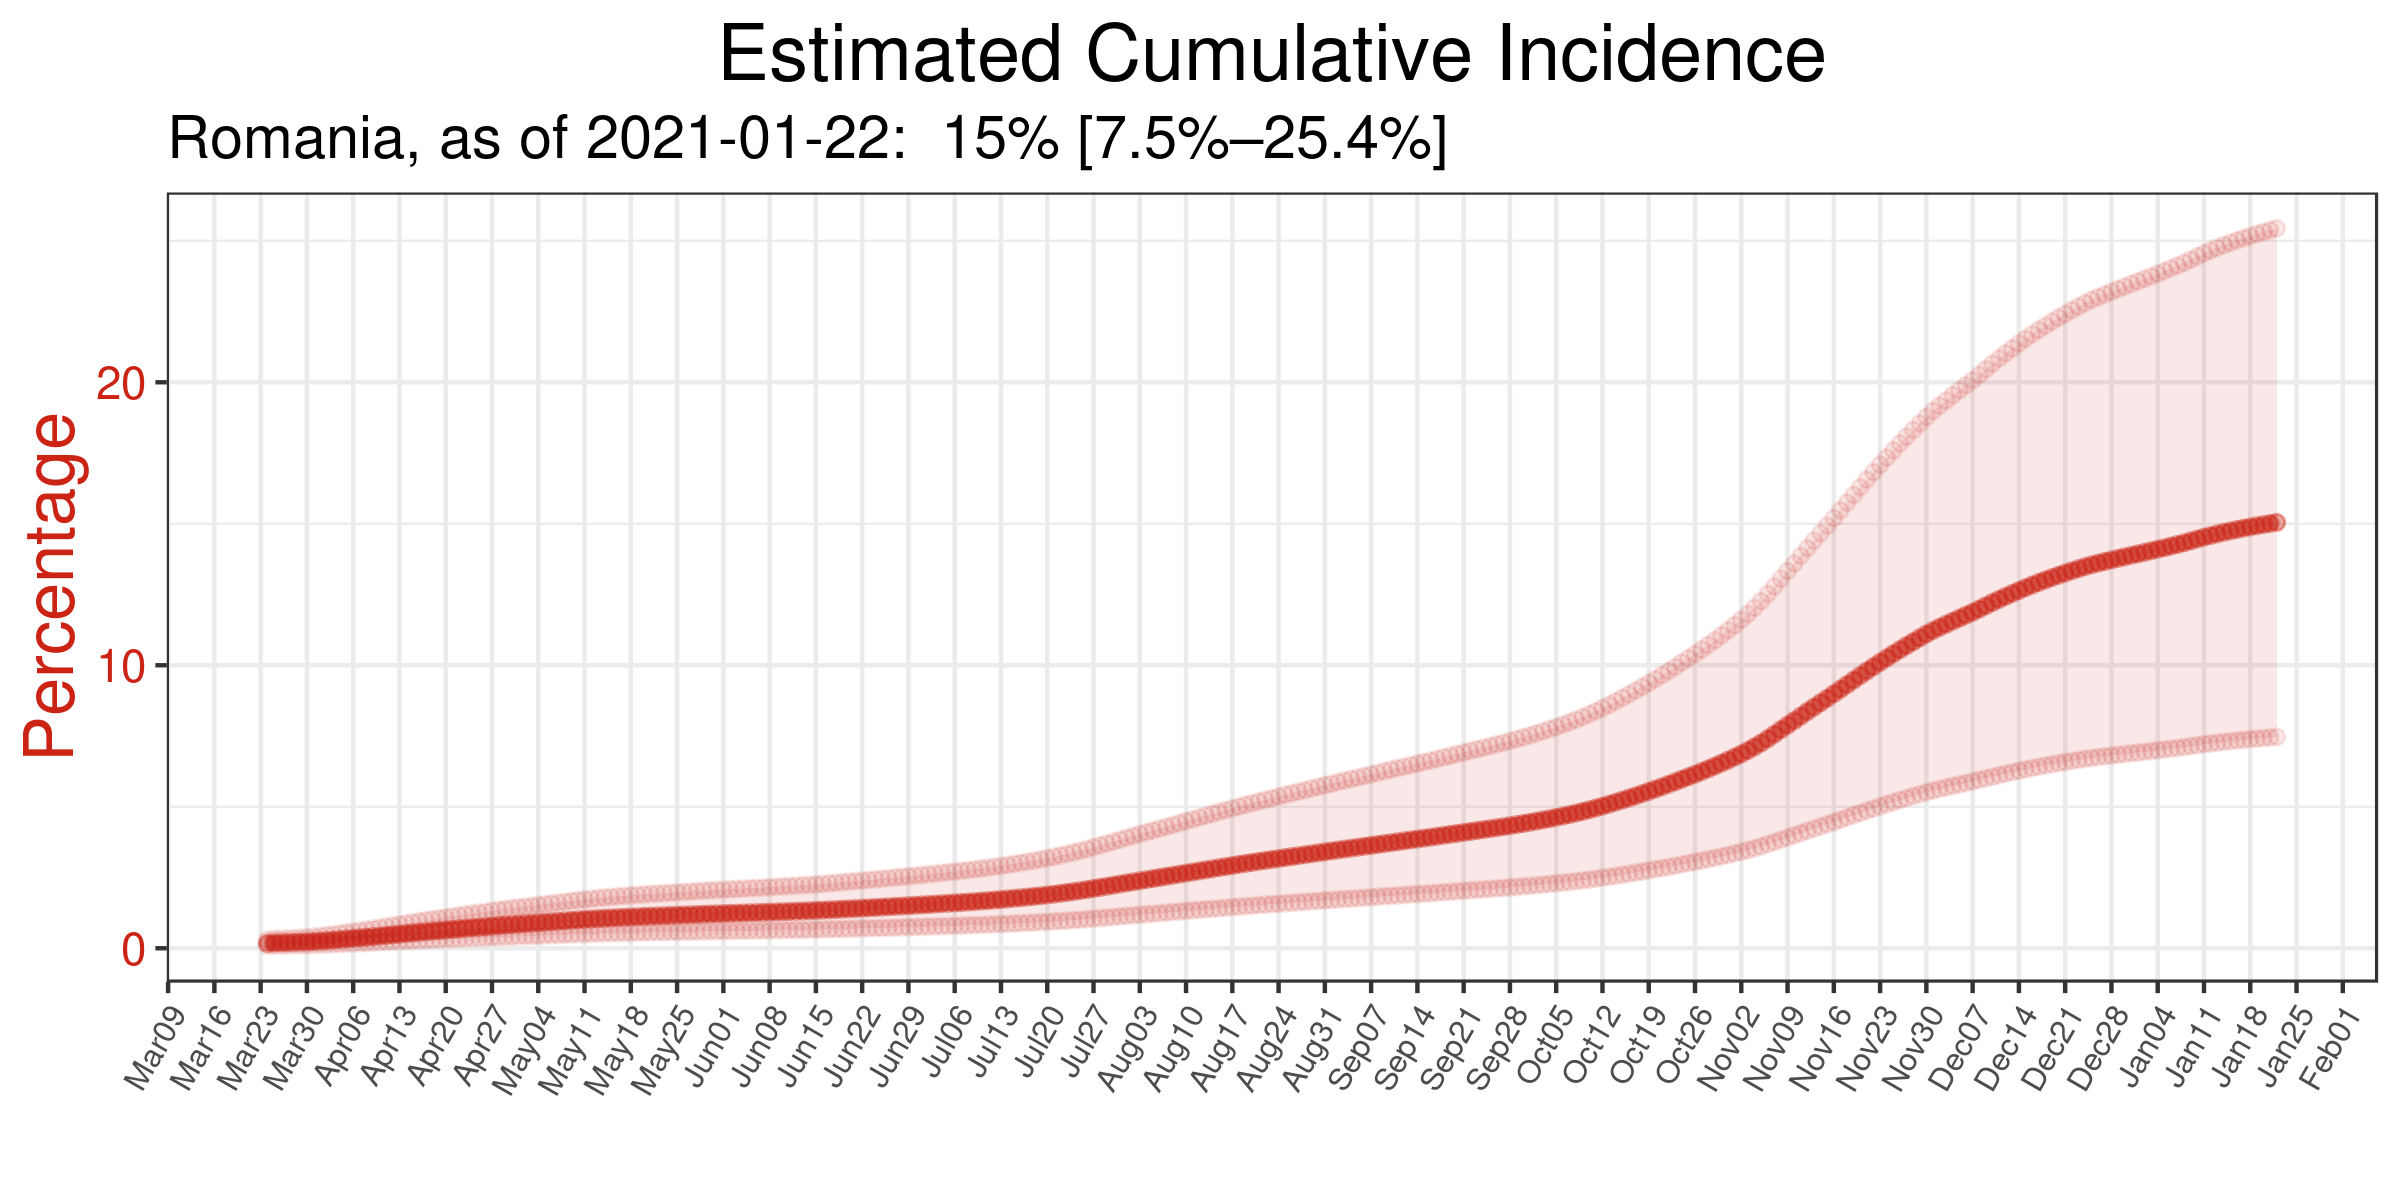 Estimated Cumulative Incidence
Romania, as of 2021-01-22:  15% [7.5%–25.4%]
Percentage
20
10
0
Mar09
Mar16
Mar23
Mar30
Apr06
Apr13
Apr20
Apr27
May04
May11
May18
May25
Jun01
Jun08
Jun15
Jun22
Jun29
Jul06
Jul13
Jul20
Jul27
Aug03
Aug10
Aug17
Aug24
Aug31
Sep07
Sep14
Sep21
Sep28
Oct05
Oct12
Oct19
Oct26
Nov02
Nov09
Nov16
Nov23
Nov30
Dec07
Dec14
Dec21
Dec28
Jan04
Jan11
Jan18
Jan25
Feb01